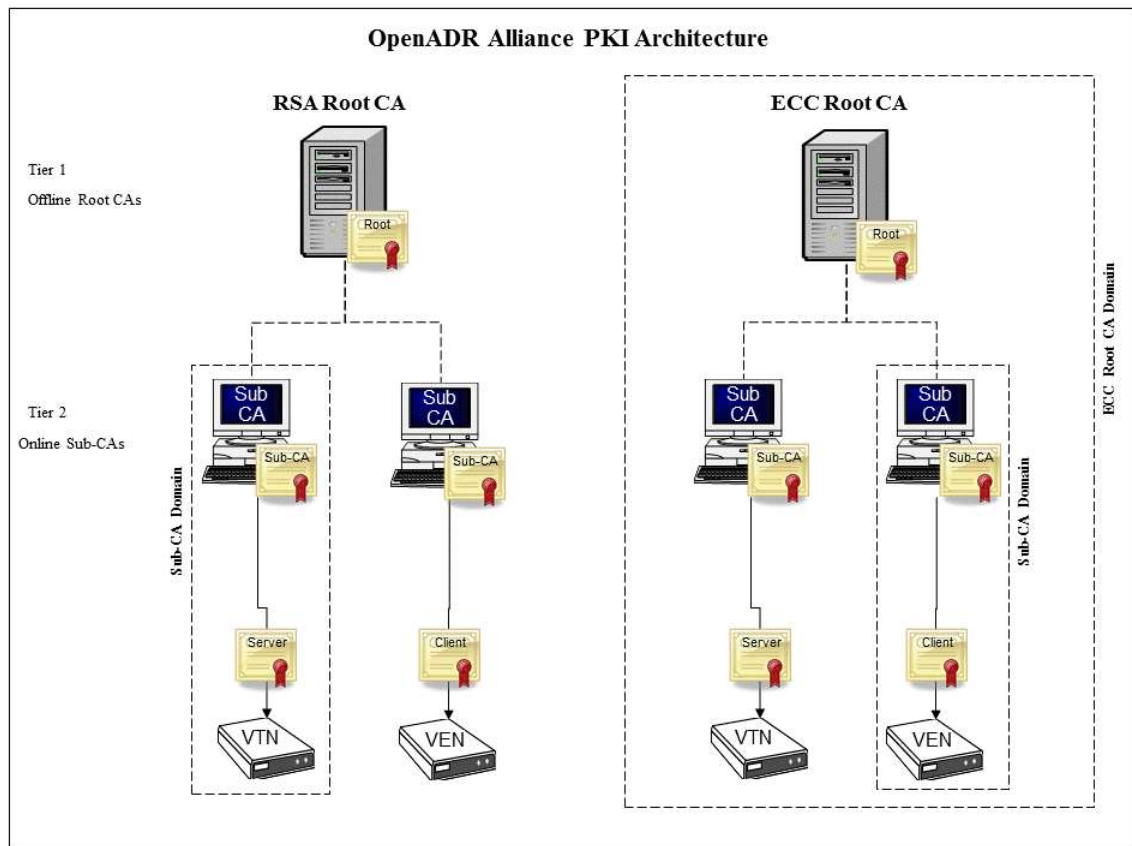 OpenADR Alliance PKI Architecture
RSA Root CA
ECC Root CA
Tier 1
Offline Root CAs
Root
Root
ECC Root CA Domain
Tier 2
Online Sub-CAs
Sub
CA
Sub
CA
Sub
CA
Sub
CA
Sub-CA
Sub-CA
Sub-CA
Sub-CA
Sub-CA Domain
Sub-CA Domain
Server
Client
Server
Client
VTN
VEN
VTN
VEN